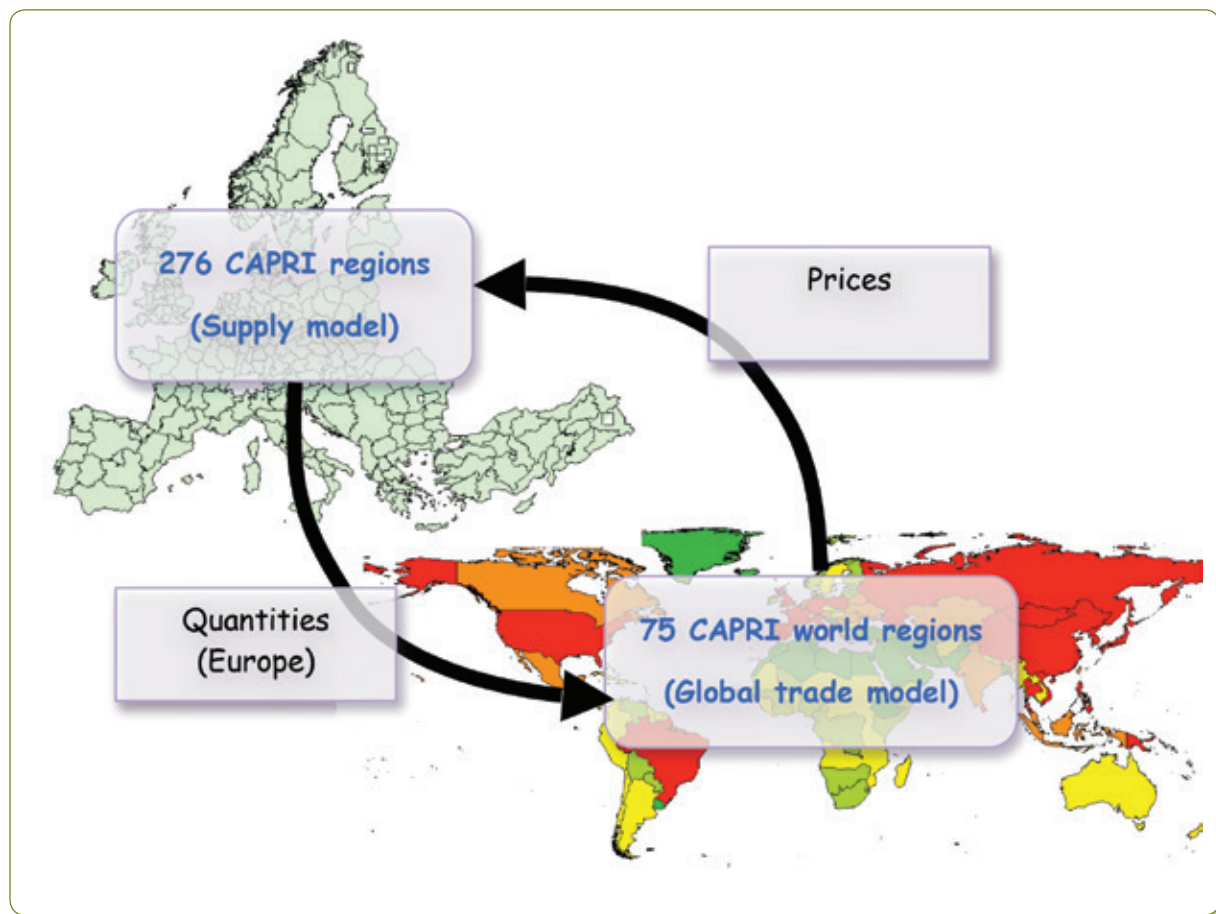 276 CAPRI regions
(Supply model)
Prices
Quantities
(Europe)
75 CAPRI world regions
(Global trade model)